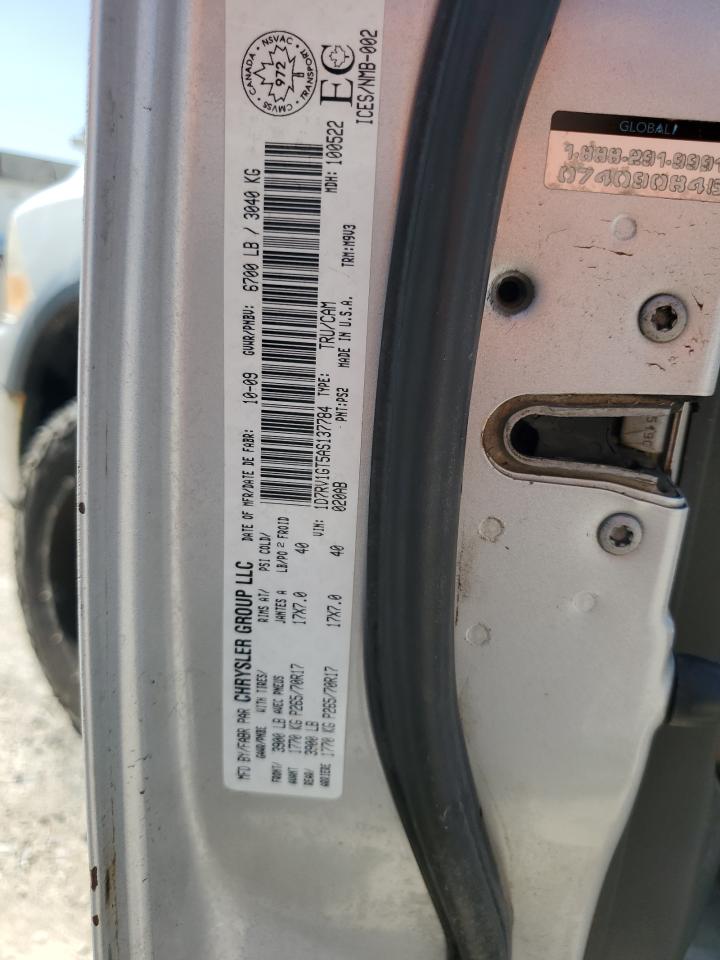 MFD BY/FABR PAR CHRYSLER GROUP LLC
DATE OF MFR/DATE DE FABR: 10-09 GVWR/PNBV: 6700 LB / 3040 KG
GAWR/PNBE WITH TIRES/ RIMS AT/ PSI COLD/
FRONT/ 3900 LB AVEC PNEUS JANTES A LB/PO 2 FROID
AVANT 1770 KG P265/70R17 17X7.0 40
REAR/ 3900 LB
ARRIERE 1770 KG P265/70R17 17X7.0 40
VIN: 1D7RV1GT5AS137784 TYPE: TRU/CAM MDH: 100522
020AB PNT:PS2 MADE IN U.S.A. TRM:M9V3
CANADA NSVAC TRANSPORT CMVSS
972
EC
ICES/NMB-002
GLOBAL